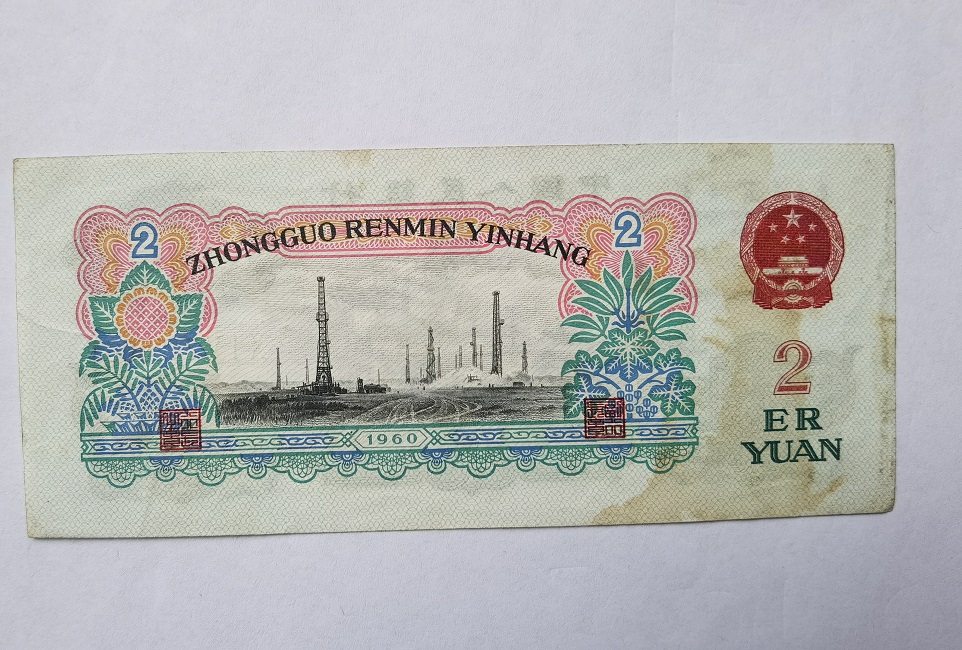 2
2
ZHONGGUO RENMIN YINHANG
1960
2
ER
YUAN